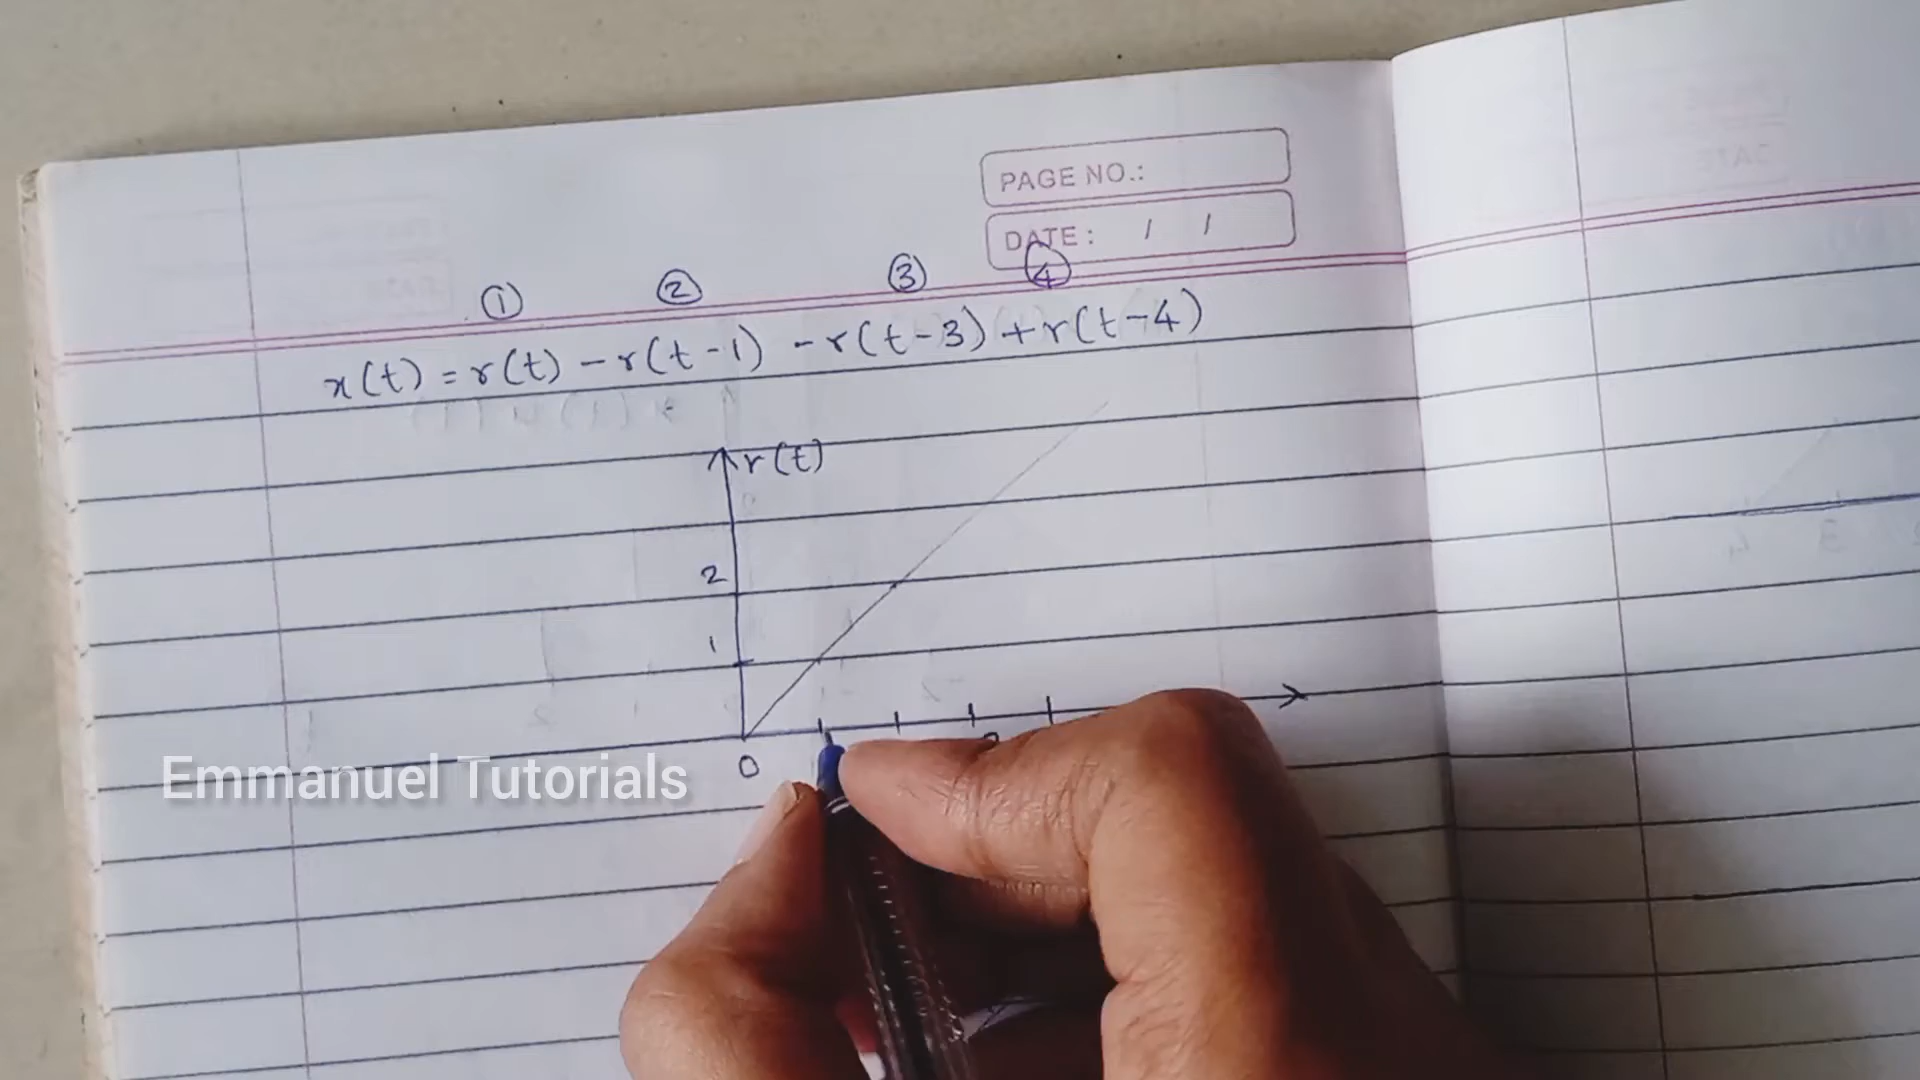 PAGE NO.:
DATE: / /
① ② ③ ④
x(t) = r(t) - r(t-1) - r(t-3) + r(t-4)
r(t)
2
1
0
Emmanuel Tutorials